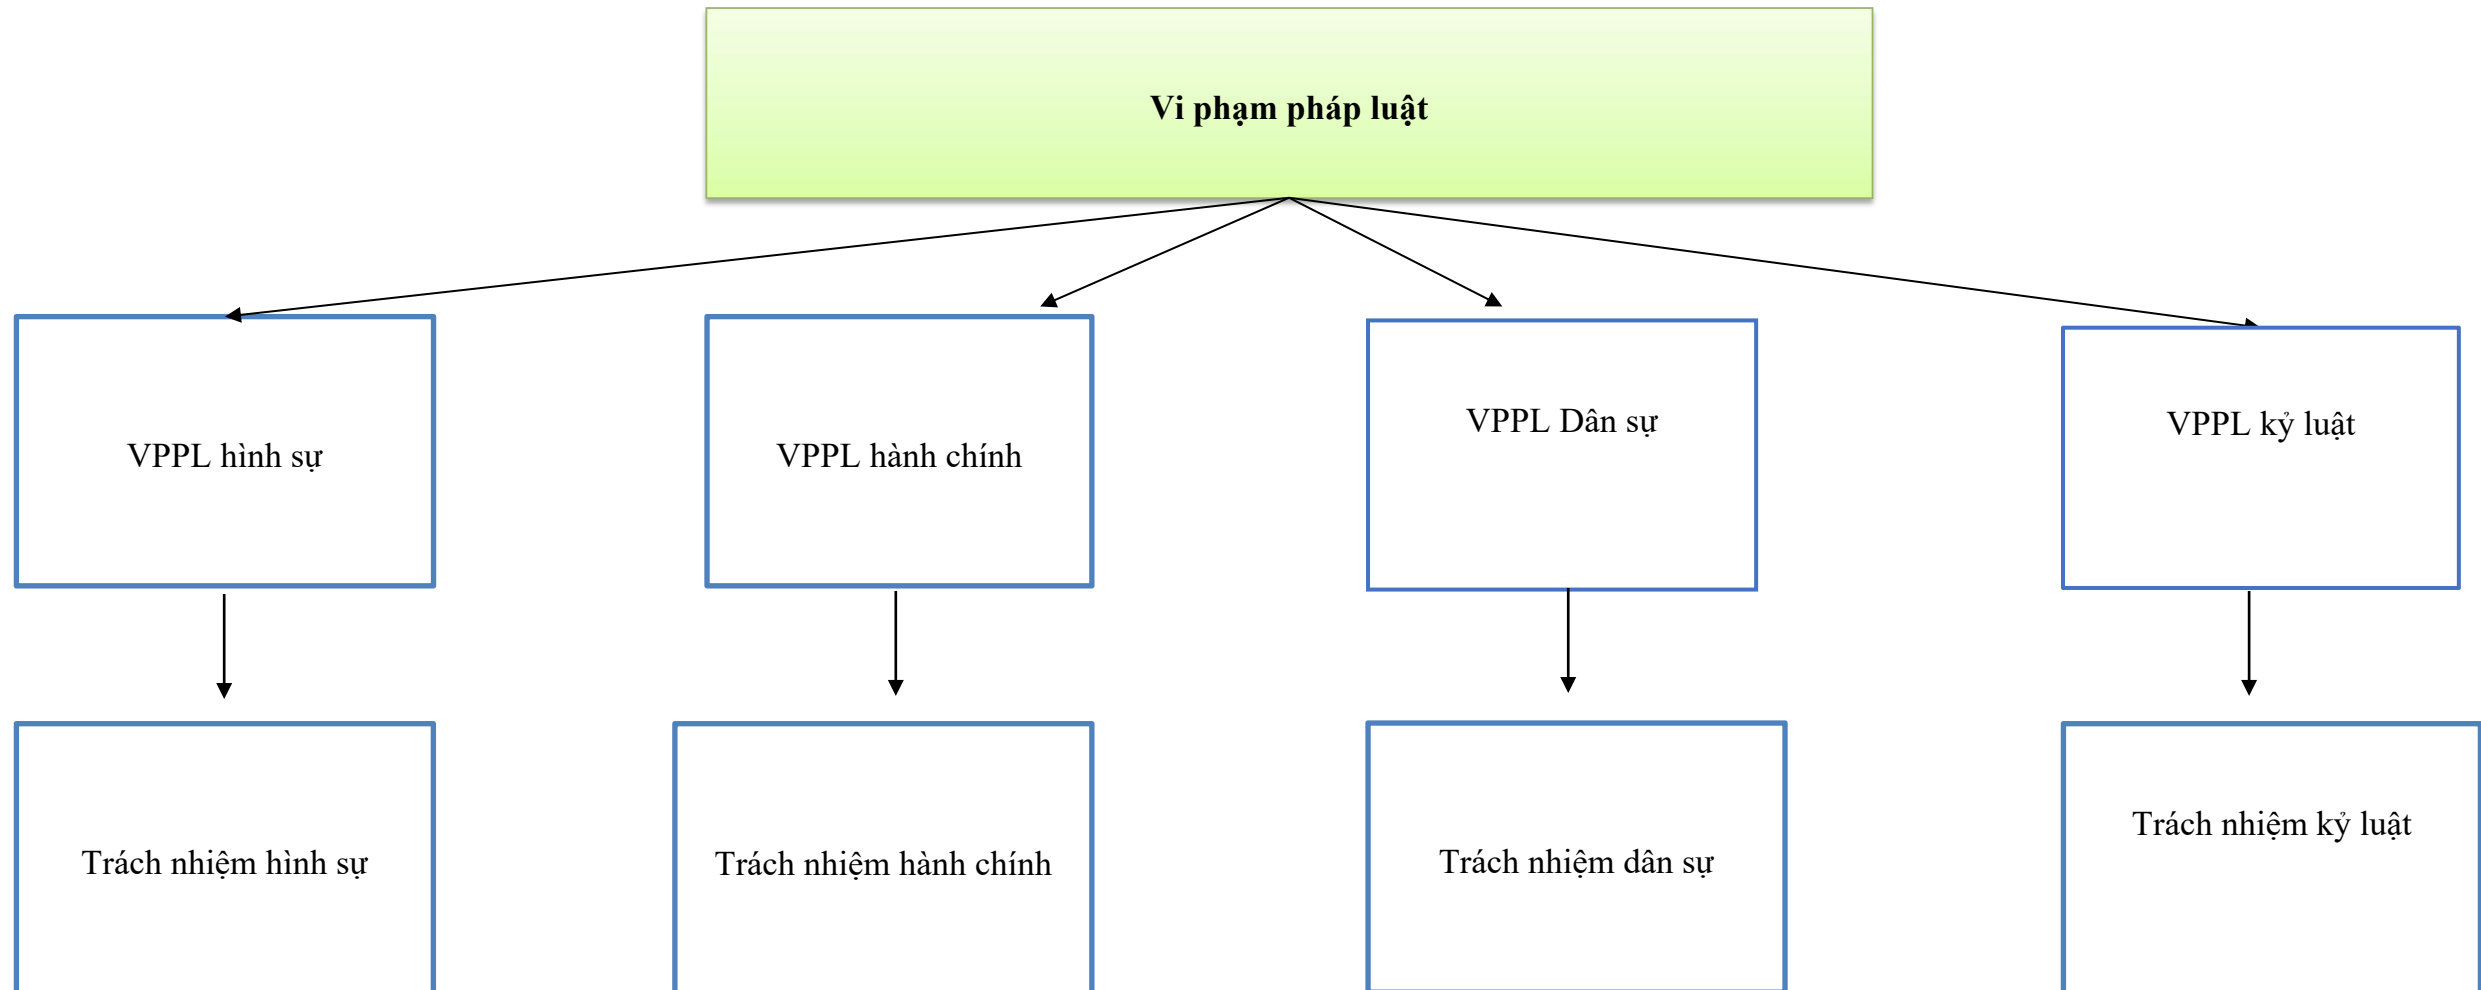 Vi phạm pháp luật
VPPL hình sự
VPPL hành chính
VPPL Dân sự
VPPL kỷ luật
Trách nhiệm hình sự
Trách nhiệm hành chính
Trách nhiệm dân sự
Trách nhiệm kỷ luật